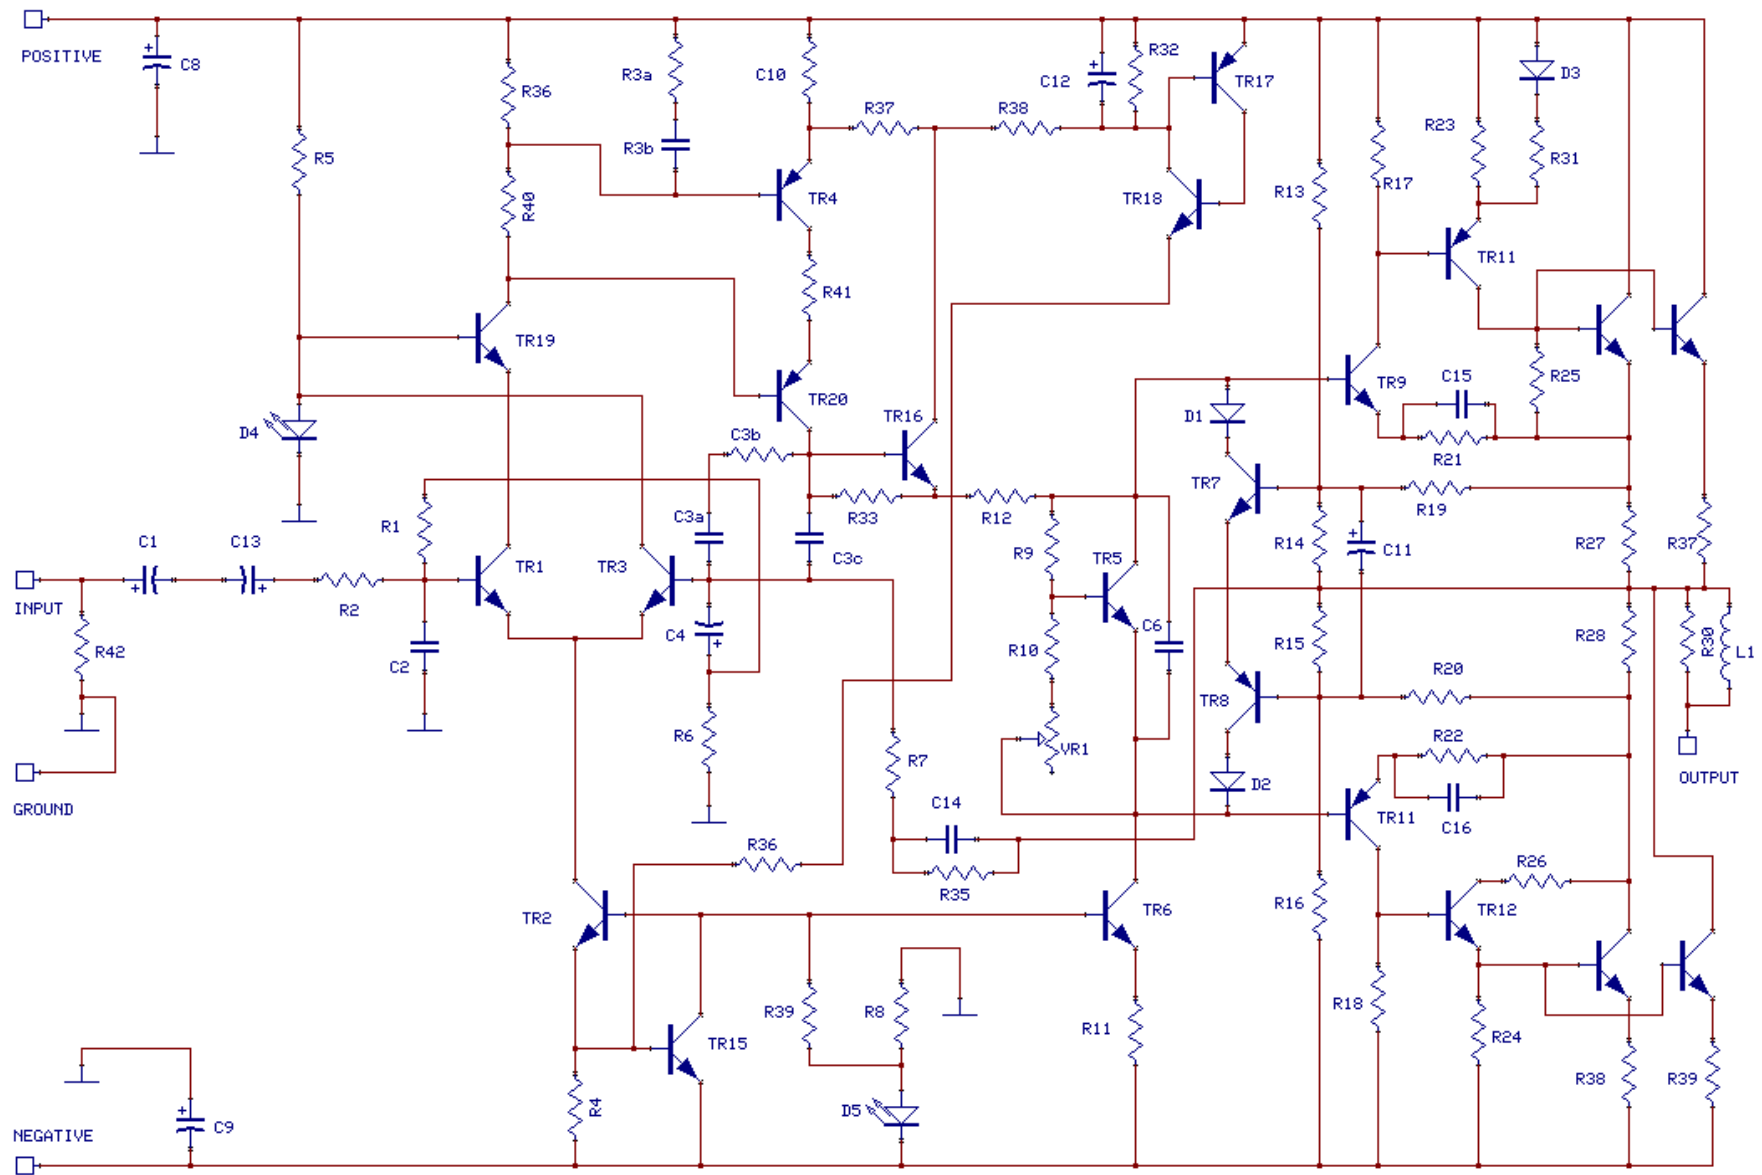 POSITIVE
C8
R5
R36
R40
R3a
R3b
C10
R37
R38
C12
R32
TR17
TR4
TR18
R13
R17
R23
D3
R31
TR11
R41
TR19
TR20
TR16
D4
C3b
D1
TR9
C15
R25
R21
TR7
R19
R33
R12
C3a
C3c
R1
C1
C13
INPUT
R2
TR1
TR3
C4
R9
TR5
R14
C11
R27
R37
R42
C2
R6
R10
C6
R15
R28
R30
L1
TR8
R20
R7
VR1
R22
D2
OUTPUT
GROUND
C14
TR11
C16
R36
R35
R26
TR2
TR6
R16
TR12
R39
R8
R11
R18
R24
TR15
R4
D5
R38
R39
C9
NEGATIVE